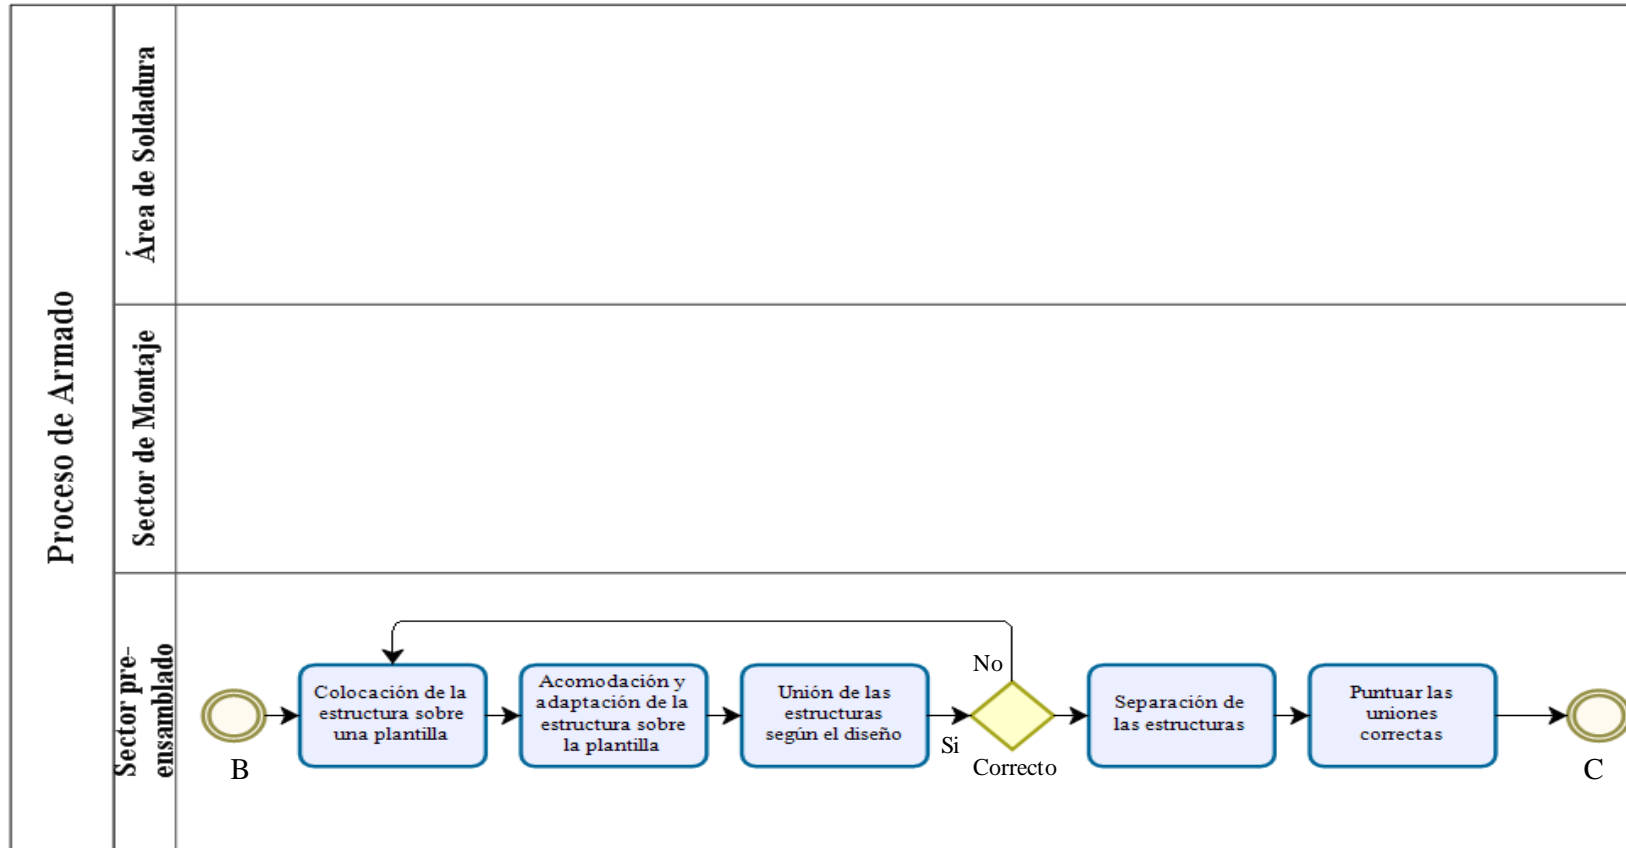 Proceso de Armado
Área de Soldadura
Sector de Montaje
Sector pre-
ensamblado
B
Colocación de la
estructura sobre
una plantilla
Acomodación y
adaptación de la
estructura sobre
la plantilla
Unión de las
estructuras
según el diseño
No
Si
Correcto
Separación de
las estructuras
Puntuar las
uniones
correctas
C